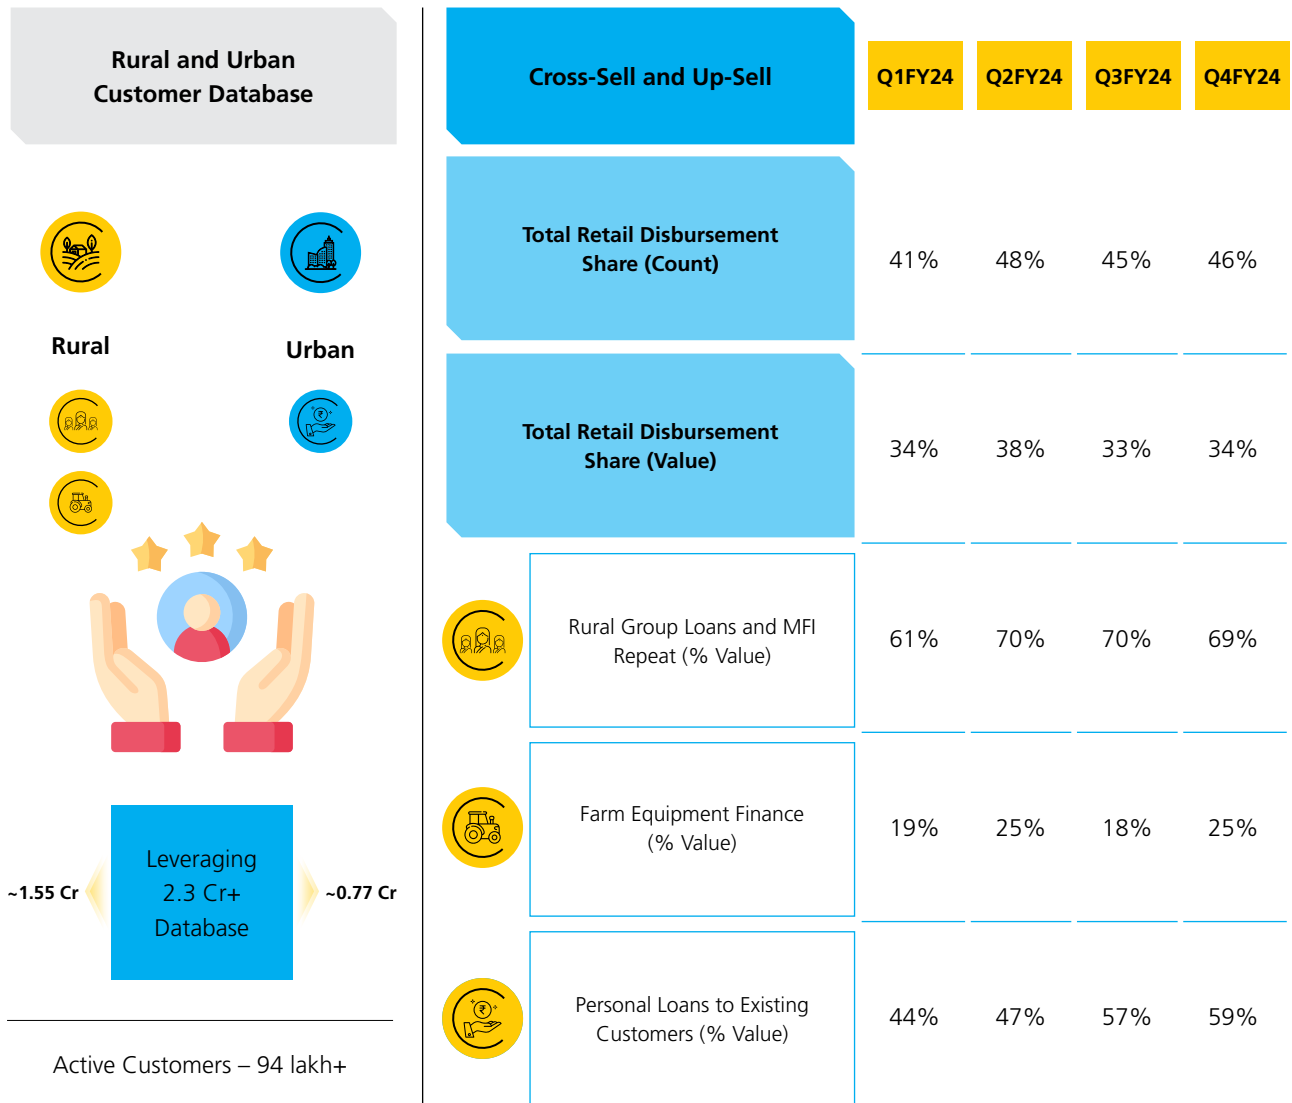 Rural and Urban
Customer Database
Rural
Urban
~1.55 Cr
Leveraging
2.3 Cr+
Database
~0.77 Cr
Active Customers – 94 lakh+
Cross-Sell and Up-Sell
Q1FY24 Q2FY24 Q3FY24 Q4FY24
Total Retail Disbursement
Share (Count)
41% 48% 45% 46%
Total Retail Disbursement
Share (Value)
34% 38% 33% 34%
Rural Group Loans and MFI
Repeat (% Value)
61% 70% 70% 69%
Farm Equipment Finance
(% Value)
19% 25% 18% 25%
Personal Loans to Existing
Customers (% Value)
44% 47% 57% 59%